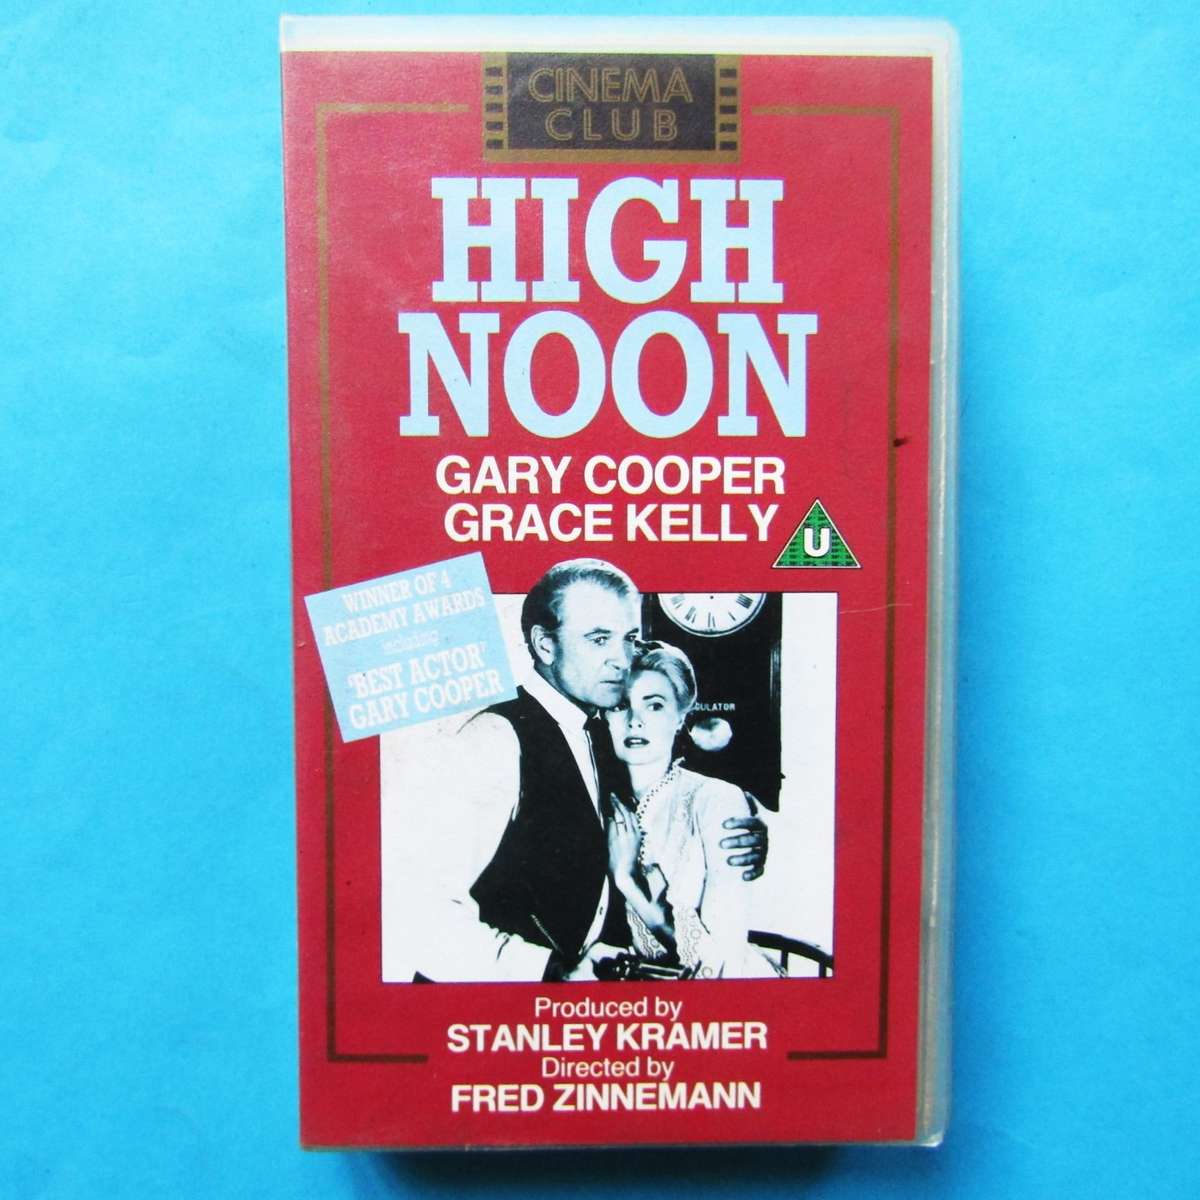 CINEMA
CLUB
HIGH
NOON
GARY COOPER
GRACE KELLY
U
WINNER OF 4
ACADEMY AWARDS
including
'BEST ACTOR'
GARY COOPER
GULATOR
Produced by
STANLEY KRAMER
Directed by
FRED ZINNEMANN